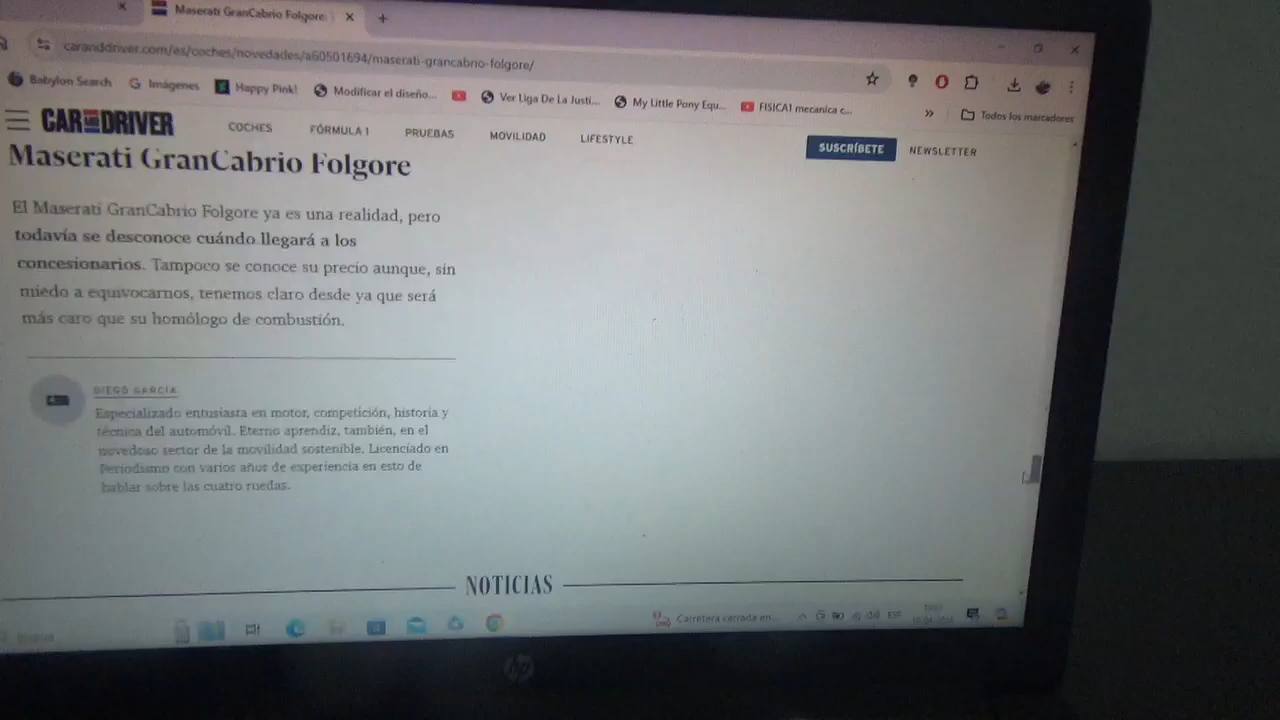 Maserati GranCabrio Folgore:
caranddriver.com/es/coches/novedades/a60501694/maserati-grancabrio-folgore/
Babylon Search
Imágenes
Happy Pink!
Modificar el diseño...
Ver Liga De La Justi...
My Little Pony Equ...
FISICA1 mecanica c...
»
Todos los marcadores
CAR AND DRIVER
COCHES
FÓRMULA 1
PRUEBAS
MOVILIDAD
LIFESTYLE
SUSCRÍBETE
NEWSLETTER
Maserati GranCabrio Folgore
El Maserati GranCabrio Folgore ya es una realidad, pero
todavía se desconoce cuándo llegará a los
concesionarios. Tampoco se conoce su precio aunque, sin
miedo a equivocarnos, tenemos claro desde ya que será
más caro que su homólogo de combustión.
DIEGO GARCÍA
Especializado entusiasta en motor, competición, historia y
técnica del automóvil. Eterno aprendiz, también, en el
novedoso sector de la movilidad sostenible. Licenciado en
Periodismo con varios años de experiencia en esto de
hablar sobre las cuatro ruedas.
NOTICIAS
Carretera cerrada en...
ESP
hp